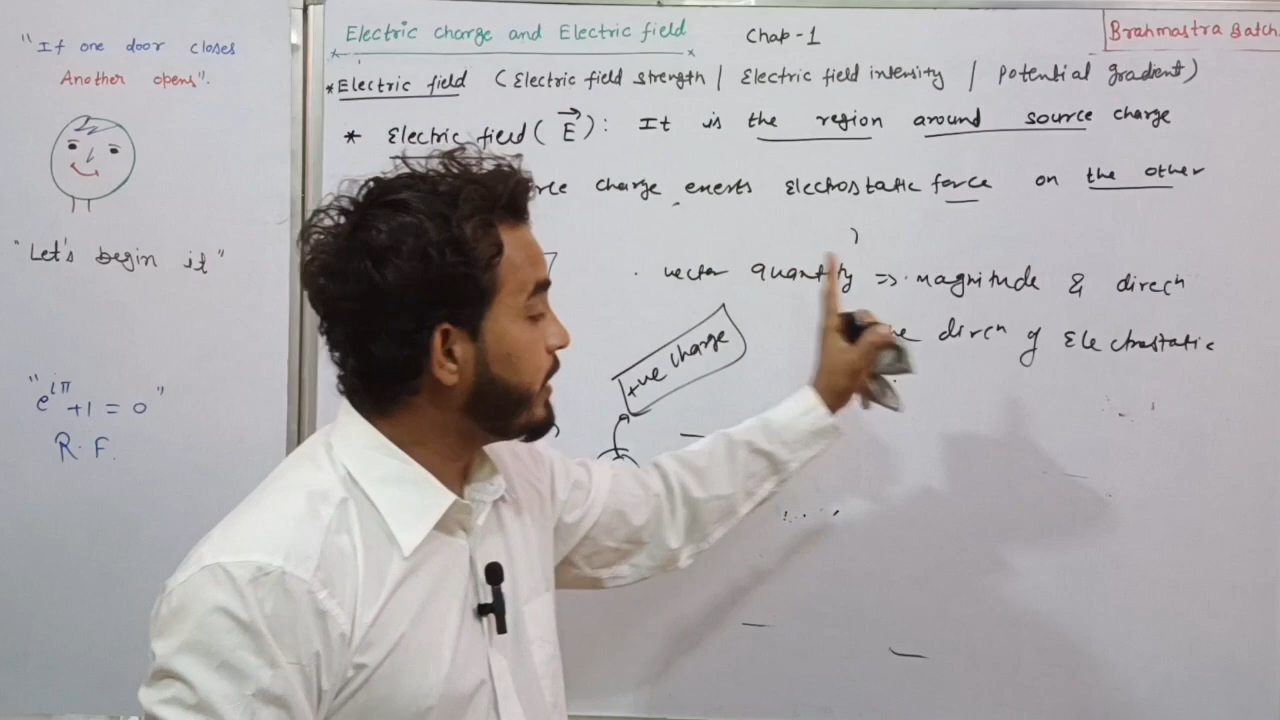 "If one door closes
Another opens".
"Let's begin it"
"e^iπ +1 = 0"
R.F.
Electric charge and Electric field
Chap-1
Brahmastra Batch
* Electric field (Electric field strength | Electric field intensity | Potential gradient)
* Electric field (E⃗): It is the region around source charge
charge exerts Electrostatic force on the other
vector quantity => magnitude & direcn
dircn of Electrostatic
+ve charge